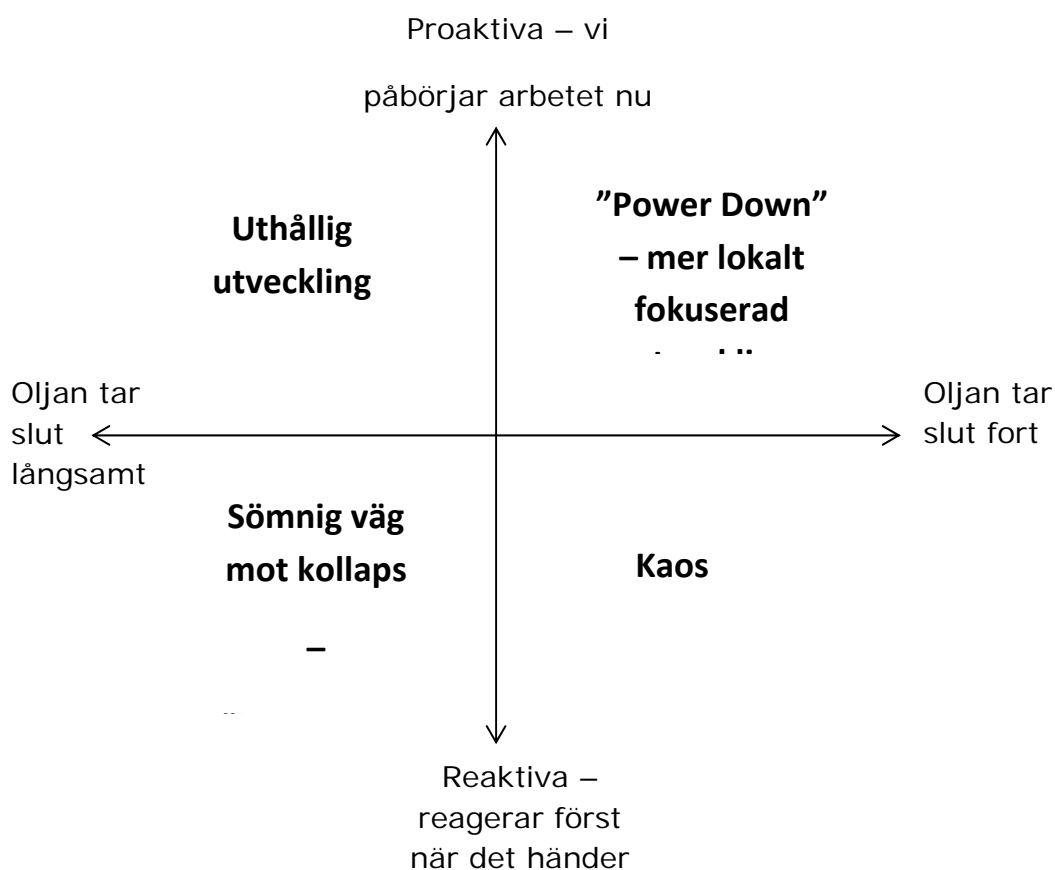 Proaktiva – vi
påbörjar arbetet nu
”Power Down”
– mer lokalt
fokuserad
Uthållig
utveckling
Oljan tar
slut
långsamt
Oljan tar
slut fort
Sömnig väg
mot kollaps
–
Kaos
Reaktiva –
reagerar först
när det händer